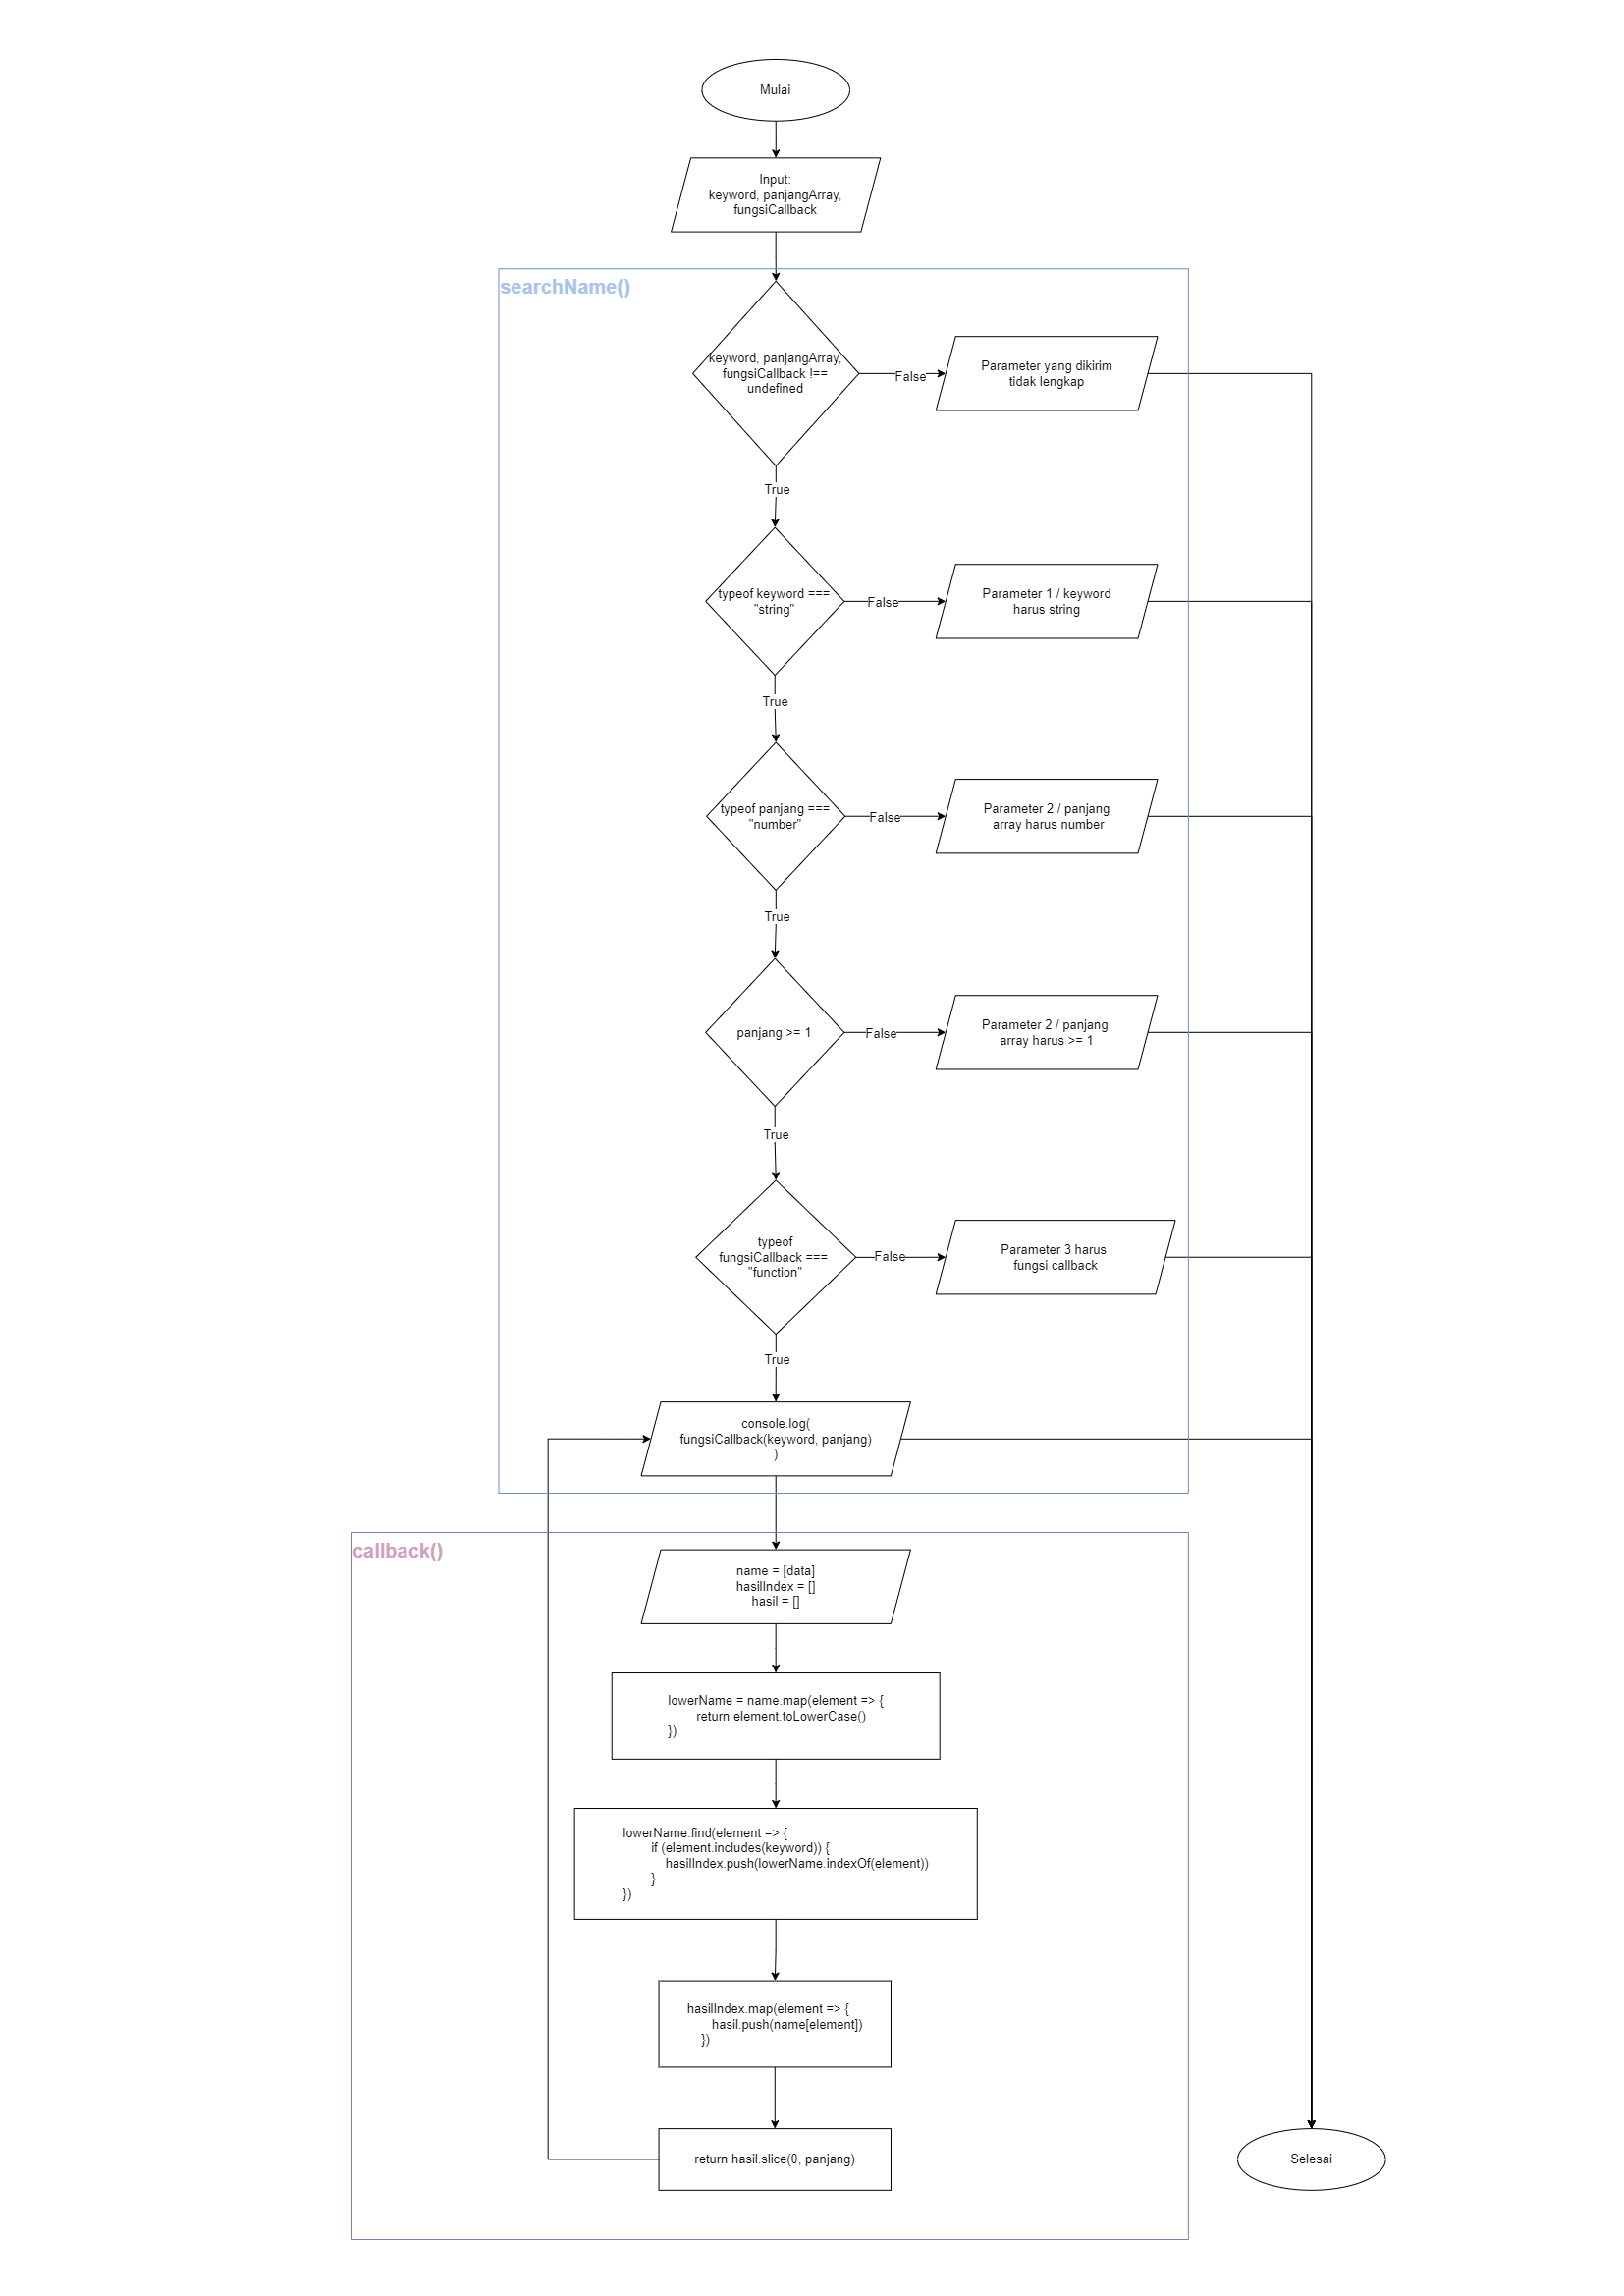 Mulai
Input:
keyword, panjangArray,
fungsiCallback
searchName()
keyword, panjangArray,
fungsiCallback !==
undefined
False
Parameter yang dikirim
tidak lengkap
True
typeof keyword ===
"string"
False
Parameter 1 / keyword
harus string
True
typeof panjang ===
"number"
False
Parameter 2 / panjang
array harus number
True
panjang >= 1
False
Parameter 2 / panjang
array harus >= 1
True
typeof
fungsiCallback ===
"function"
False
Parameter 3 harus
fungsi callback
True
console.log(
fungsiCallback(keyword, panjang)
)
callback()
name = [data]
hasilIndex = []
hasil = []
lowerName = name.map(element => {
return element.toLowerCase()
})
lowerName.find(element => {
if (element.includes(keyword)) {
hasilIndex.push(lowerName.indexOf(element))
}
})
hasilIndex.map(element => {
hasil.push(name[element])
})
return hasil.slice(0, panjang)
Selesai